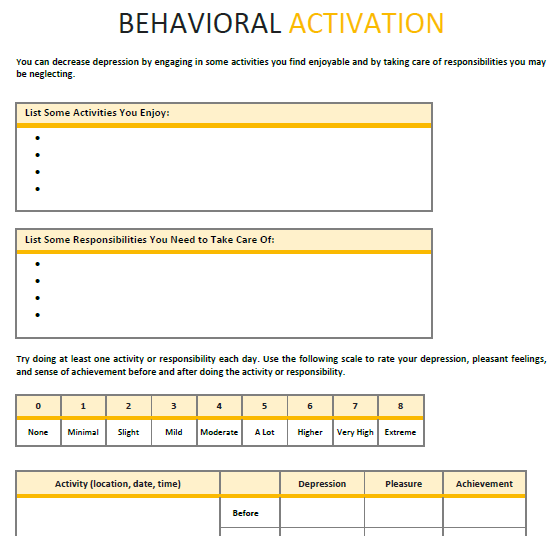 BEHAVIORAL ACTIVATION
You can decrease depression by engaging in some activities you find enjoyable and by taking care of responsibilities you may
be neglecting.
List Some Activities You Enjoy:
•
•
•
•
List Some Responsibilities You Need to Take Care Of:
•
•
•
•
Try doing at least one activity or responsibility each day. Use the following scale to rate your depression, pleasant feelings,
and sense of achievement before and after doing the activity or responsibility.
0 1 2 3 4 5 6 7 8
None Minimal Slight Mild Moderate A Lot Higher Very High Extreme
Activity (location, date, time) Depression Pleasure Achievement
Before